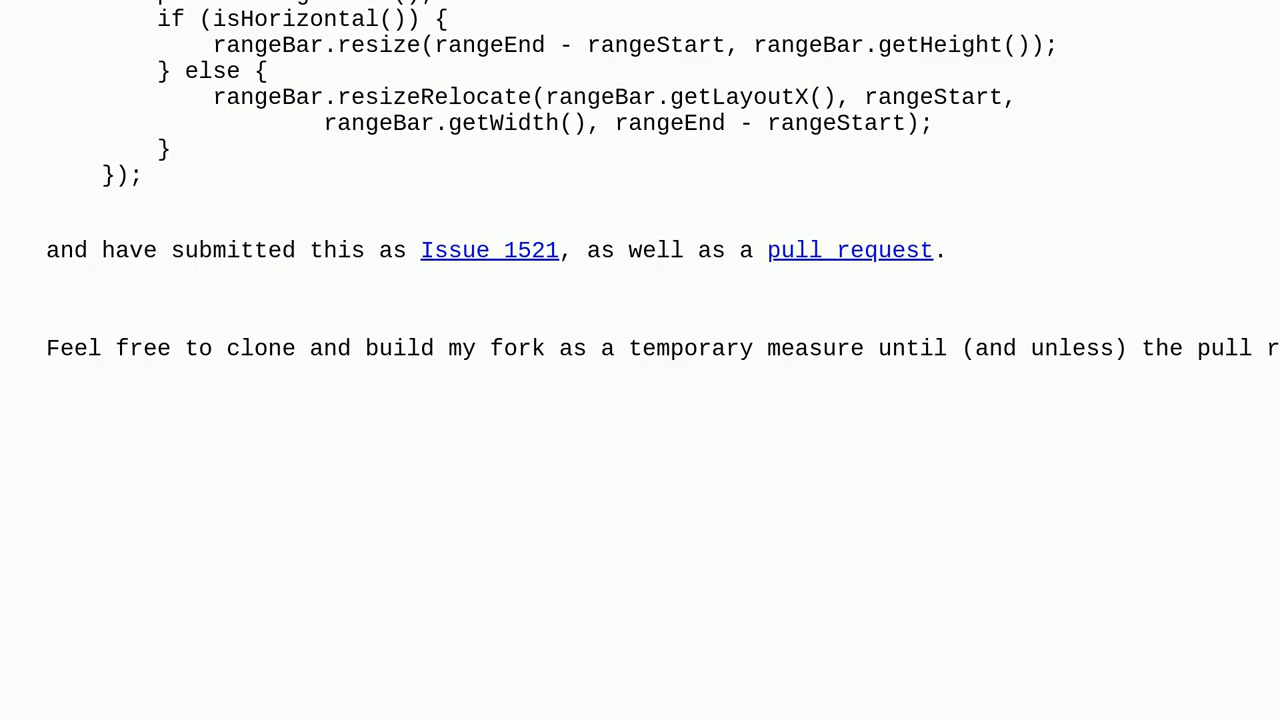 if (isHorizontal()) {
rangeBar.resize(rangeEnd - rangeStart, rangeBar.getHeight());
} else {
rangeBar.resizeRelocate(rangeBar.getLayoutX(), rangeStart,
rangeBar.getWidth(), rangeEnd - rangeStart);
}
});
and have submitted this as Issue 1521, as well as a pull request.
Feel free to clone and build my fork as a temporary measure until (and unless) the pull r